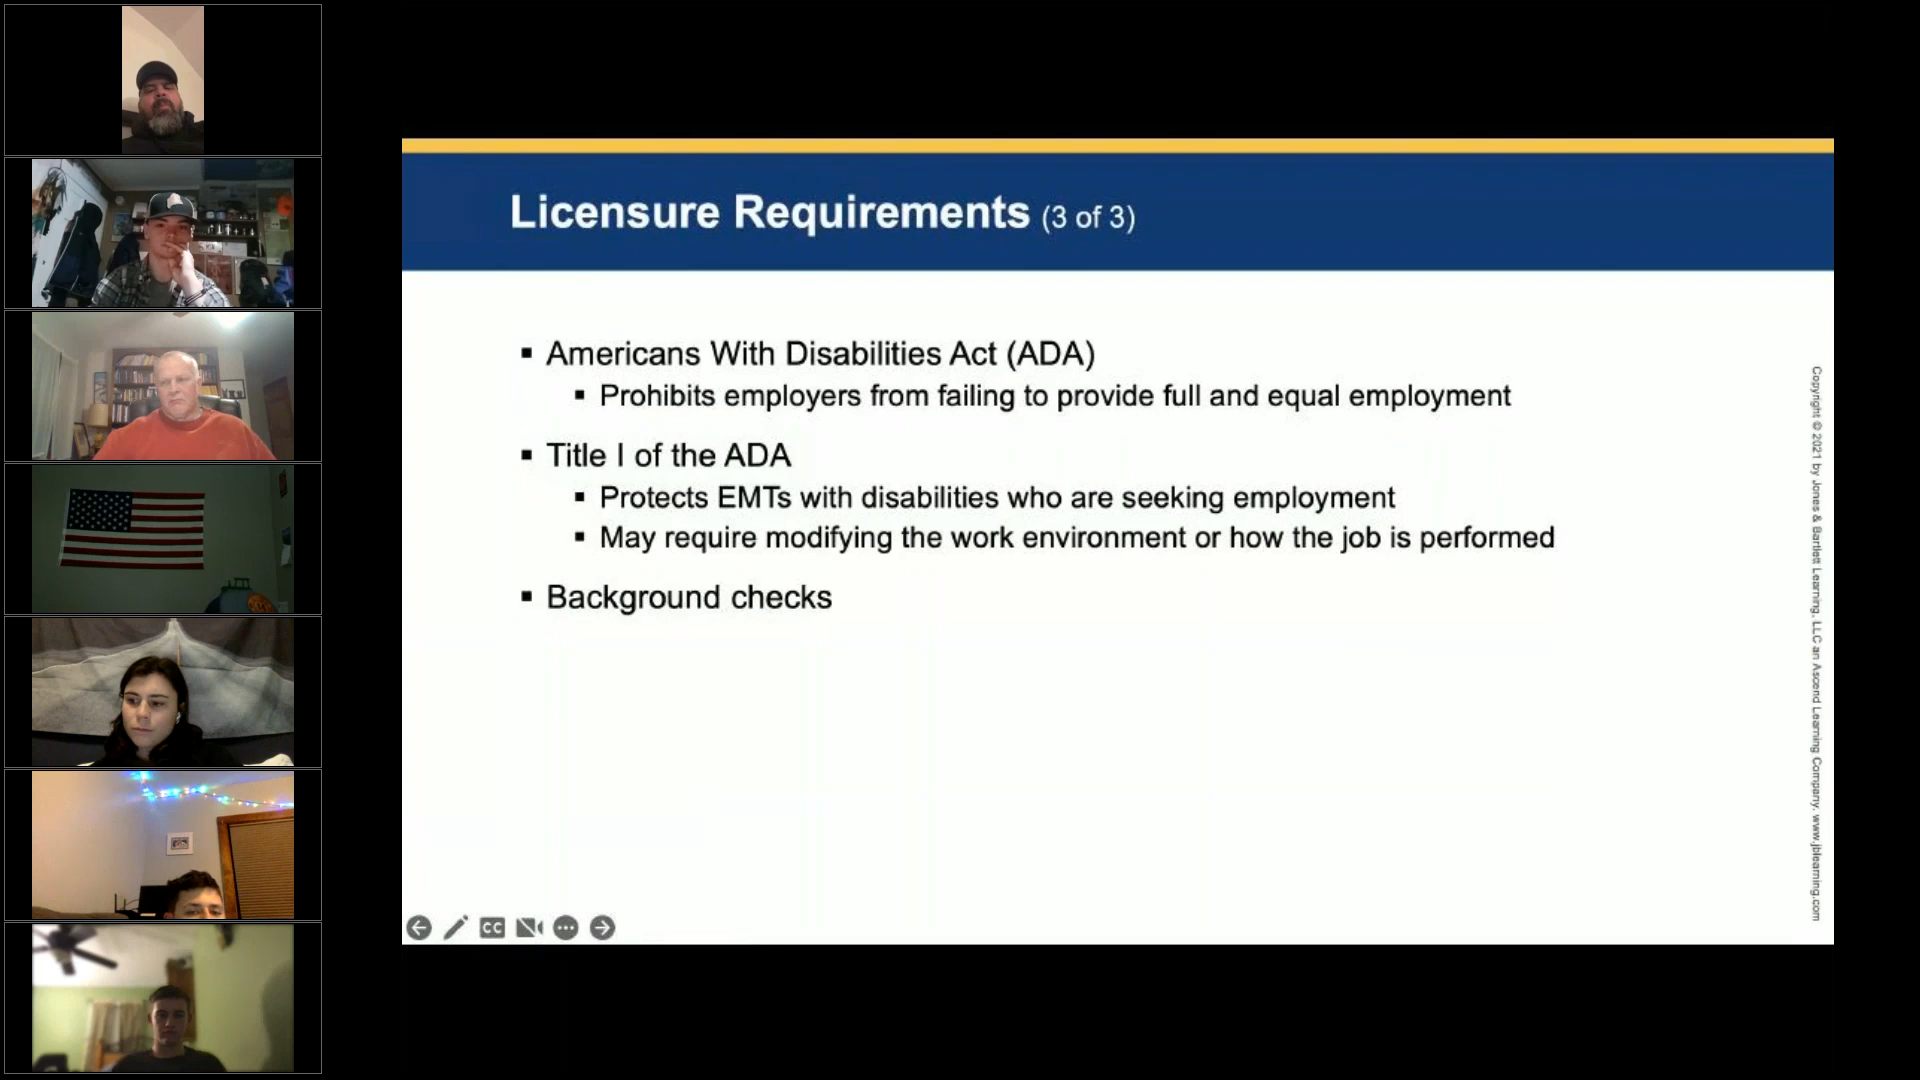 Licensure Requirements (3 of 3)
▪ Americans With Disabilities Act (ADA)
▪ Prohibits employers from failing to provide full and equal employment
▪ Title I of the ADA
▪ Protects EMTs with disabilities who are seeking employment
▪ May require modifying the work environment or how the job is performed
▪ Background checks
Copyright © 2021 by Jones & Bartlett Learning, LLC an Ascend Learning Company. www.jblearning.com
CC